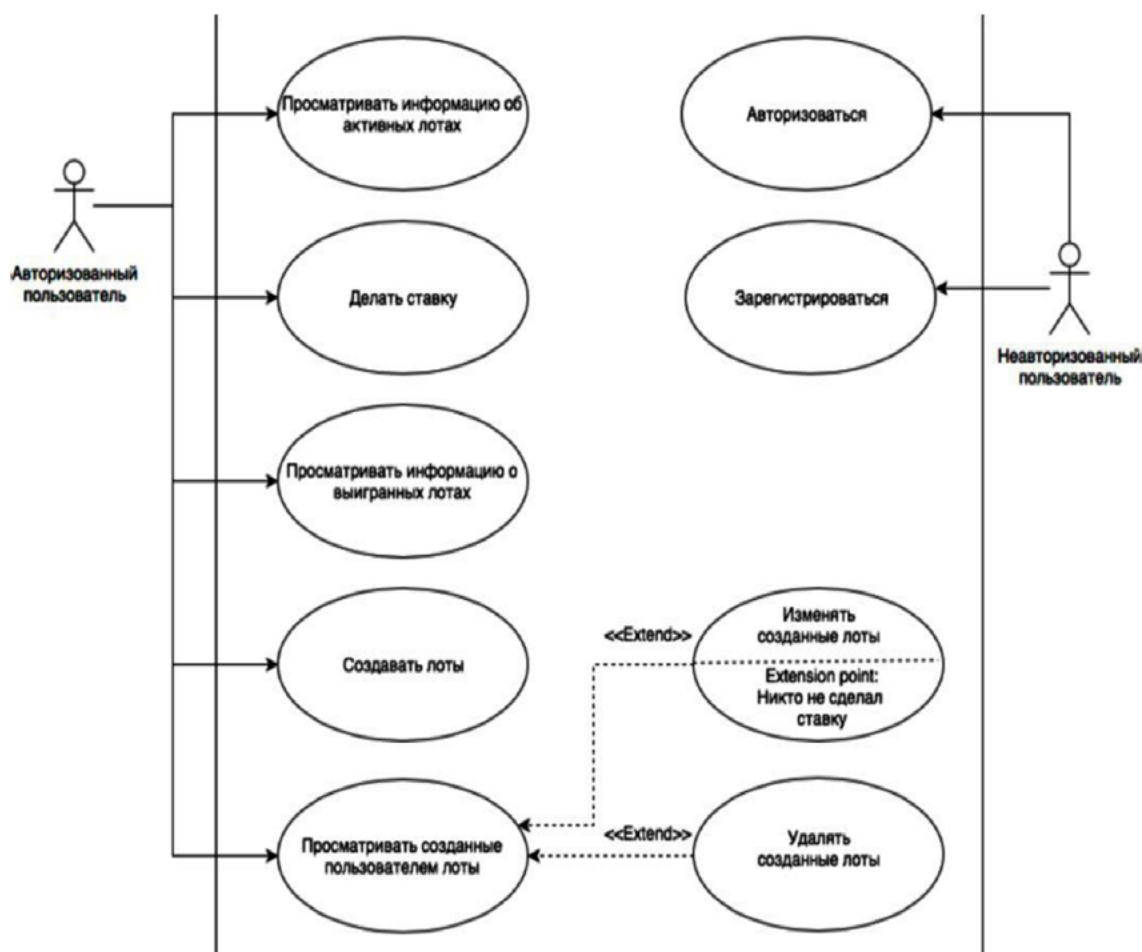 Просматривать информацию об
активных лотах
Авторизоваться
Авторизованный
пользователь
Делать ставку
Зарегистрироваться
Неавторизованный
пользователь
Просматривать информацию о
выигранных лотах
Создавать лоты
<<Extend>>
Изменять
созданные лоты
Extension point:
Никто не сделал
ставку
Просматривать созданные
пользователем лоты
<<Extend>>
Удалять
созданные лоты